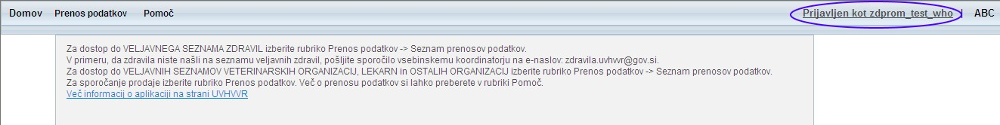 Domov Prenos podatkov Pomoč Prijavljen kot zdprom_test_who | ABC
Za dostop do VELJAVNEGA SEZNAMA ZDRAVIL izberite rubriko Prenos podatkov -> Seznam prenosov podatkov.
V primeru, da zdravila niste našli na seznamu veljavnih zdravil, pošljite sporočilo vsebinskemu koordinatorju na e-naslov: zdravila.uvhvvr@gov.si.
Za dostop do VELJAVNIH SEZNAMOV VETERINARSKIH ORGANIZACIJ, LEKARN in OSTALIH ORGANIZACIJ izberite rubriko Prenos podatkov -> Seznam prenosov podatkov.
Za sporočanje prodaje izberite rubriko Prenos podatkov. Več o prenosu podatkov si lahko preberete v rubriki Pomoč.
Več informacij o aplikaciji na strani UVHVVR